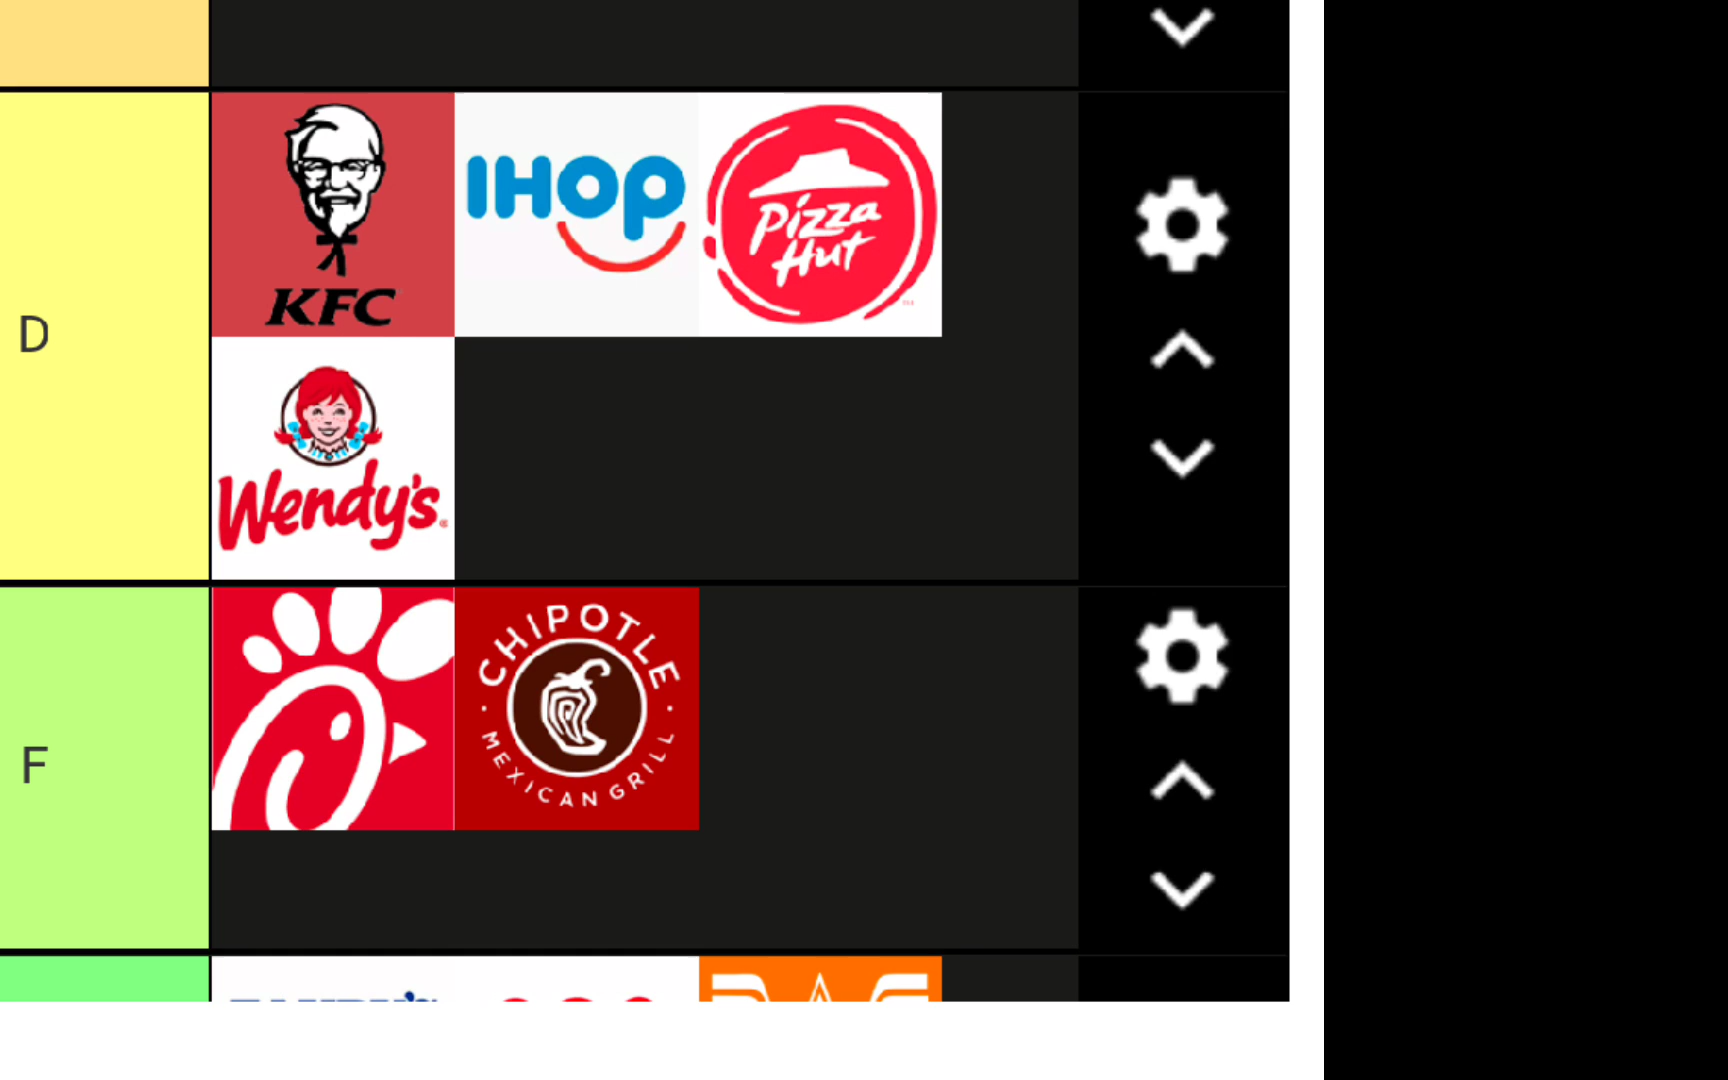 D
KFC
IHOP
Pizza
Hut
Wendy's
F
CHIPOTLE
MEXICAN GRILL